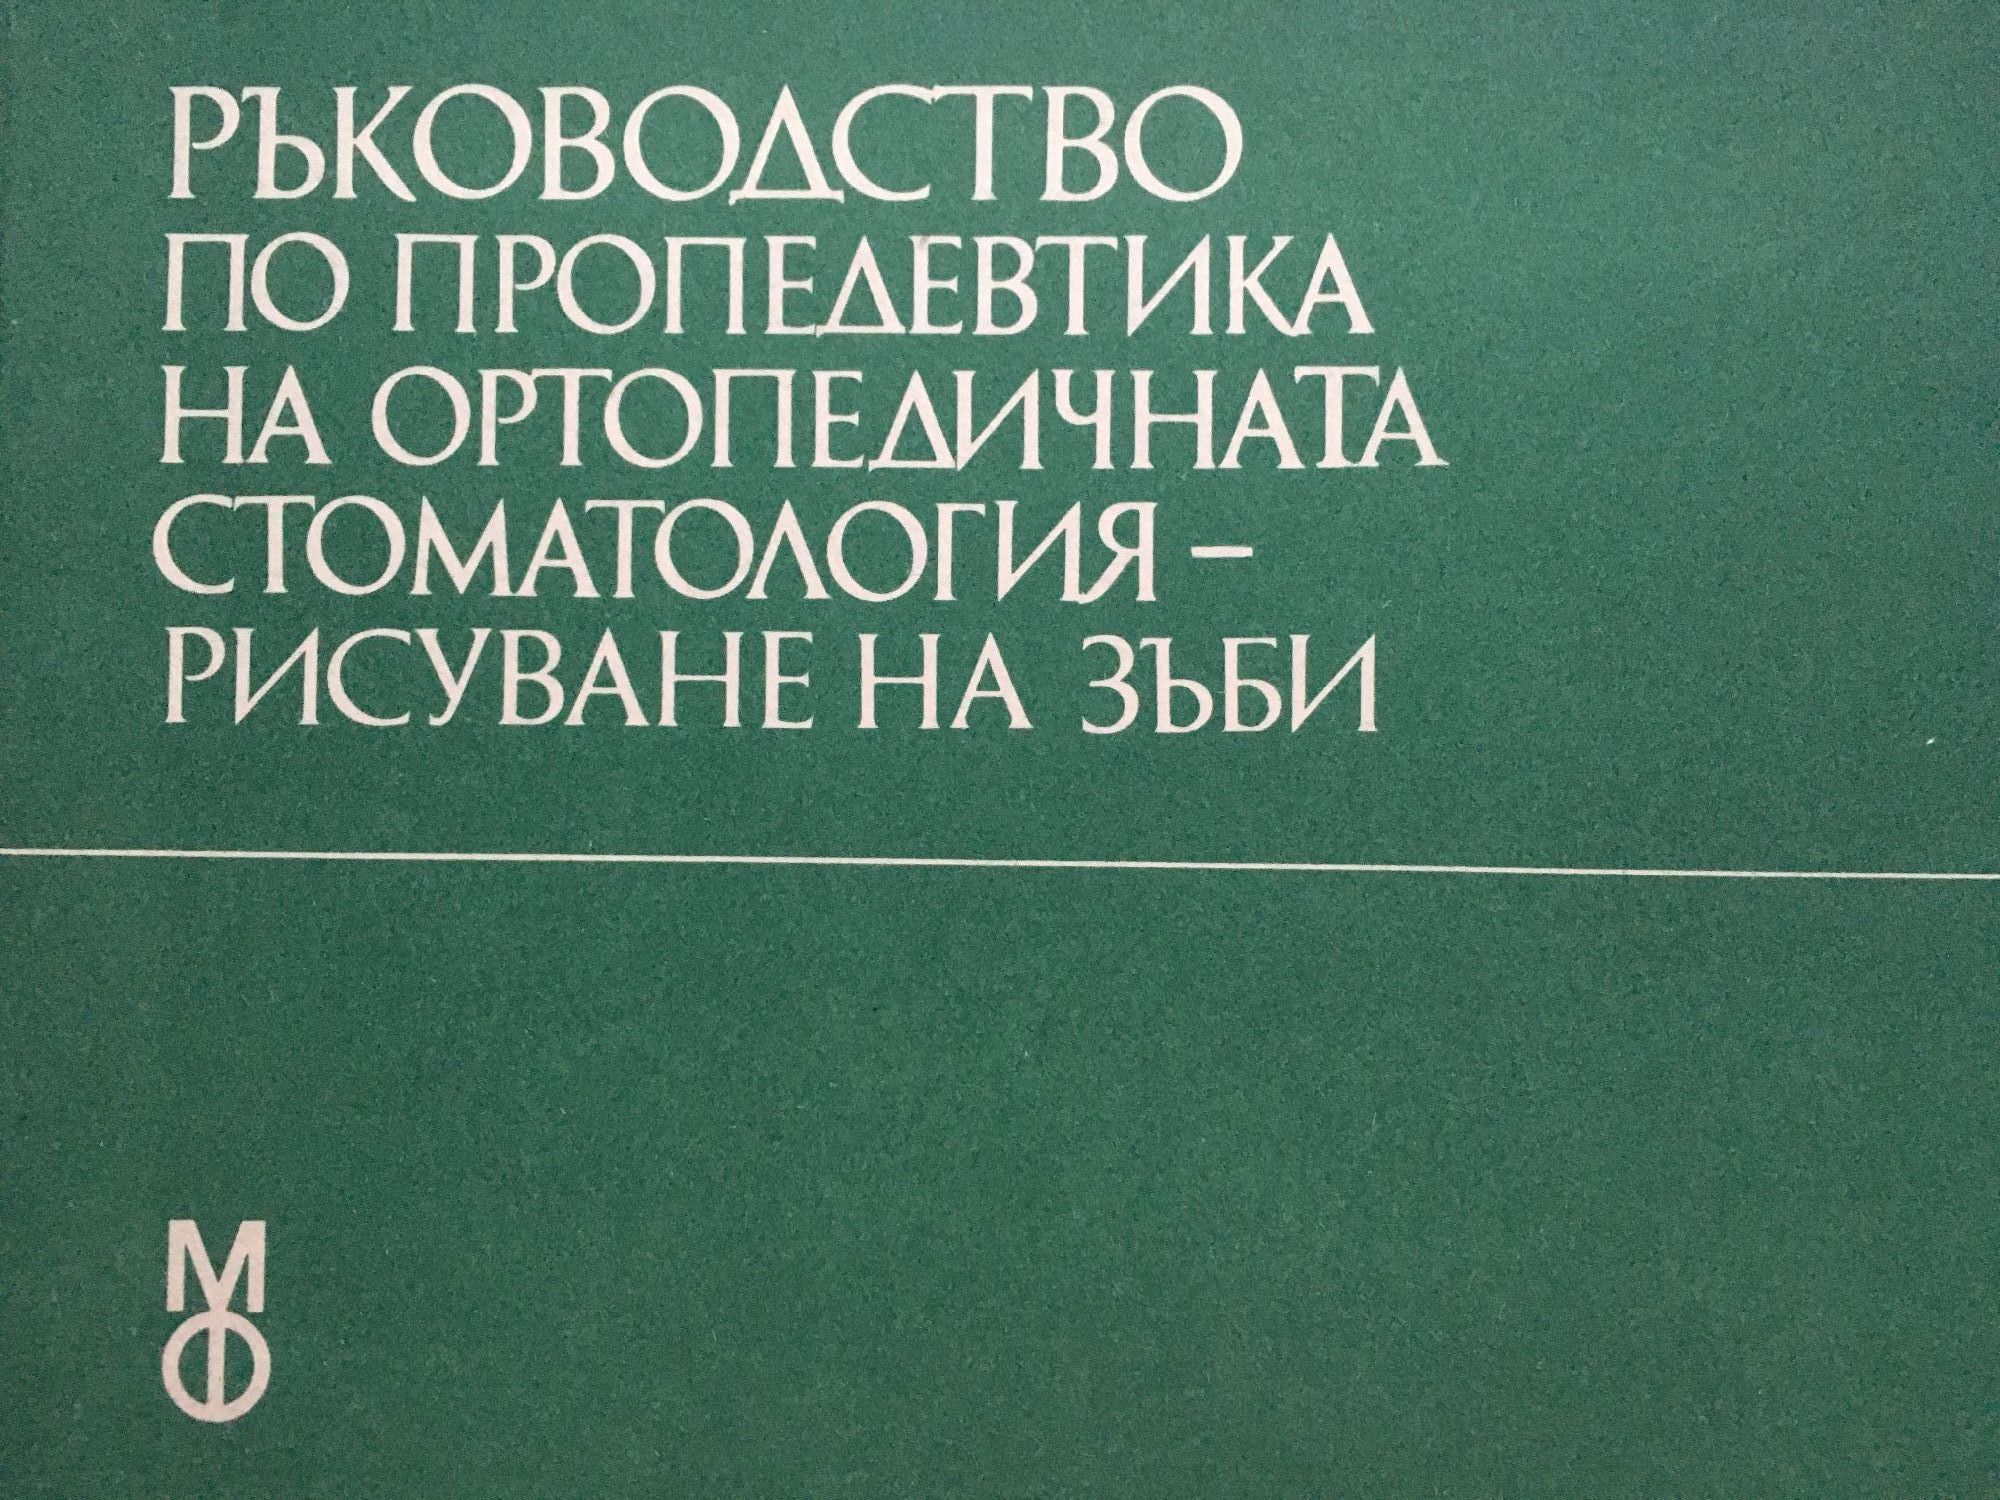 РЪКОВОДСТВО
ПО ПРОПЕДЕВТИКА
НА ОРТОПЕДИЧНАТА
СТОМАТОЛОГИЯ –
РИСУВАНЕ НА ЗЪБИ
М
Ф